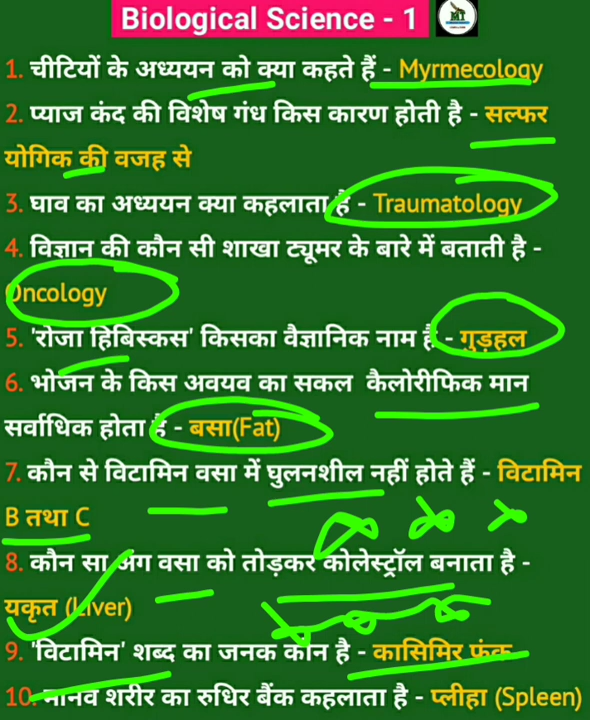 Biological Science - 1
MT
1. चीटियों के अध्ययन को क्या कहते हैं - Myrmecology
2. प्याज कंद की विशेष गंध किस कारण होती है - सल्फर
योगिक की वजह से
3. घाव का अध्ययन क्या कहलाता है - Traumatology
4. विज्ञान की कौन सी शाखा ट्यूमर के बारे में बताती है -
Oncology
5. 'रोजा हिबिस्कस' किसका वैज्ञानिक नाम है - गुड़हल
6. भोजन के किस अवयव का सकल कैलोरीफिक मान
सर्वाधिक होता है - बसा(Fat)
7. कौन से विटामिन वसा में घुलनशील नहीं होते हैं - विटामिन
B तथा C
8. कौन सा अंग वसा को तोड़कर कोलेस्ट्रॉल बनाता है -
यकृत (Liver)
9. 'विटामिन' शब्द का जनक कौन है - कासिमिर फंक
10. मानव शरीर का रुधिर बैंक कहलाता है - प्लीहा (Spleen)